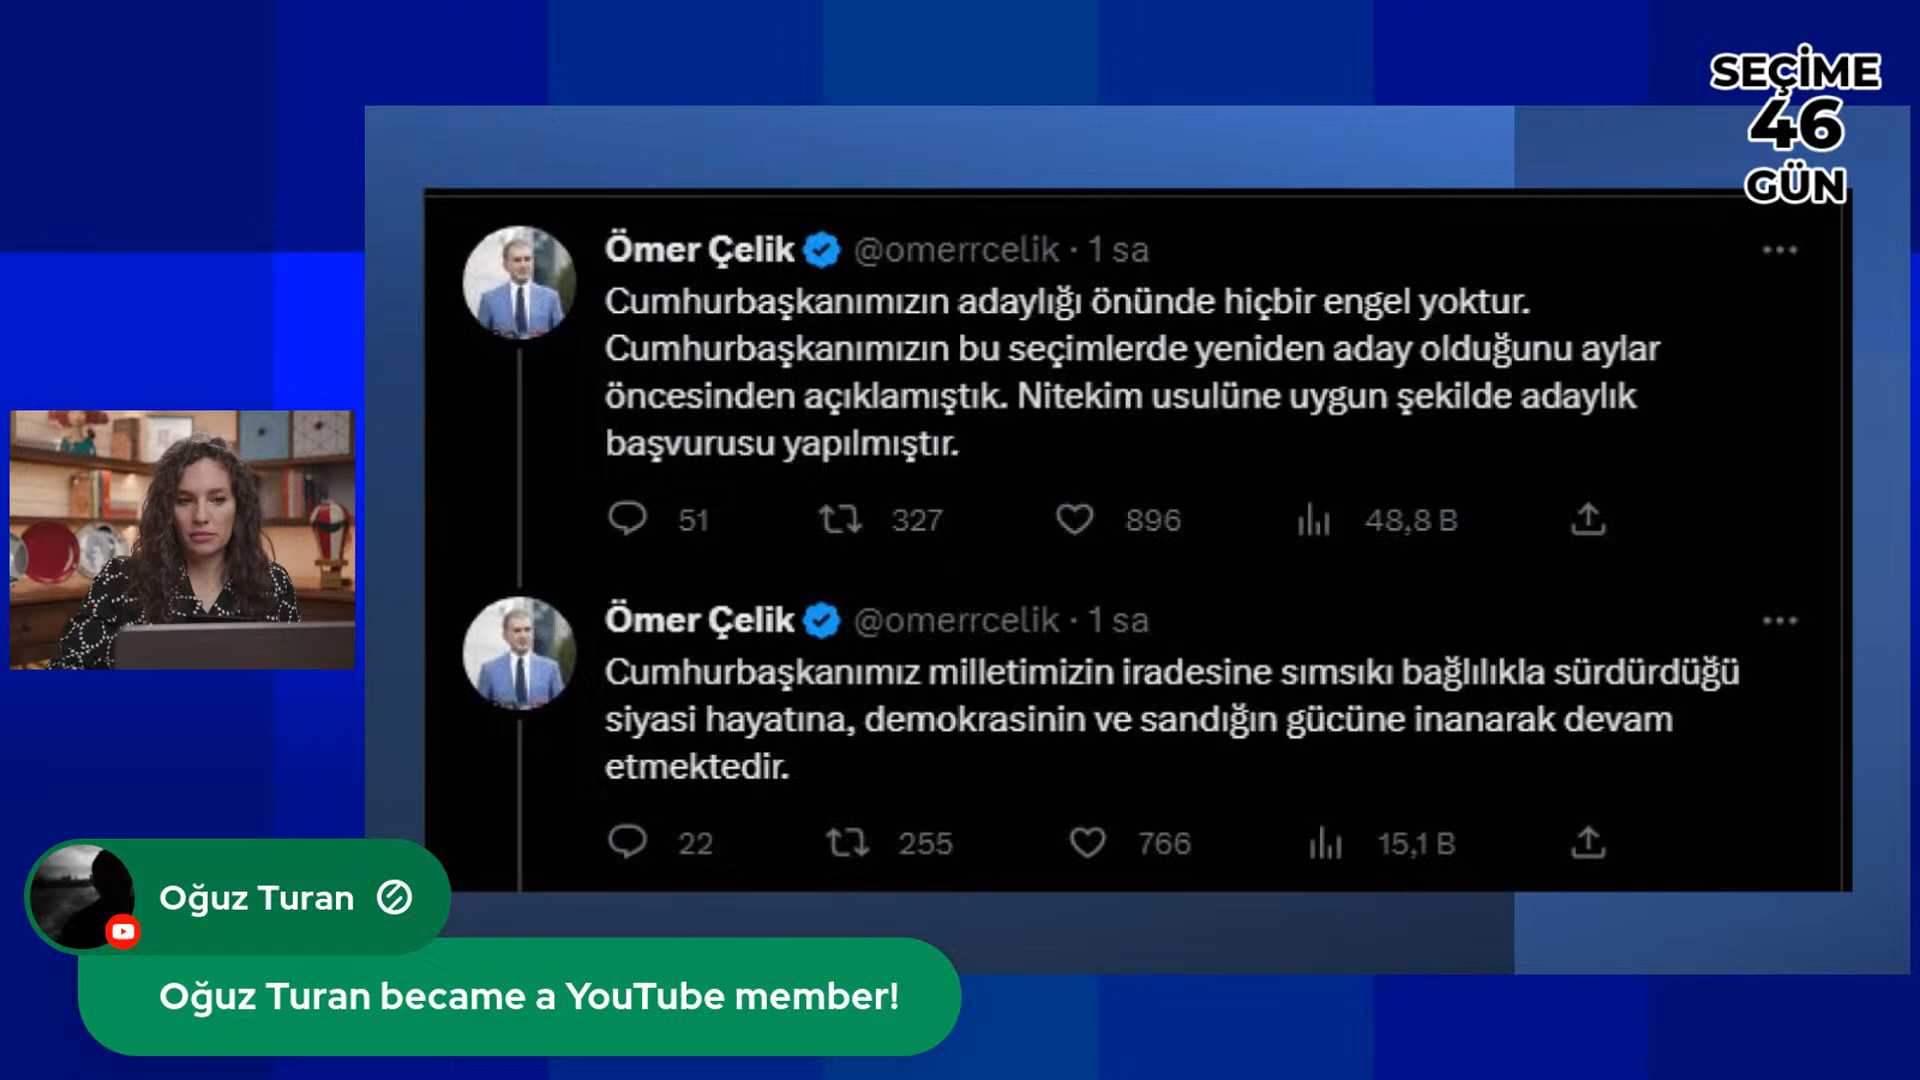 SEÇİME
46
GÜN
Ömer Çelik @omerrcelik · 1 sa
Cumhurbaşkanımızın adaylığı önünde hiçbir engel yoktur.
Cumhurbaşkanımızın bu seçimlerde yeniden aday olduğunu aylar
öncesinden açıklamıştık. Nitekim usulüne uygun şekilde adaylık
başvurusu yapılmıştır.
51 327 896 48,8 B
Ömer Çelik @omerrcelik · 1 sa
Cumhurbaşkanımız milletimizin iradesine sımsıkı bağlılıkla sürdürdüğü
siyasi hayatına, demokrasinin ve sandığın gücüne inanarak devam
etmektedir.
22 255 766 15,1 B
Oğuz Turan
Oğuz Turan became a YouTube member!